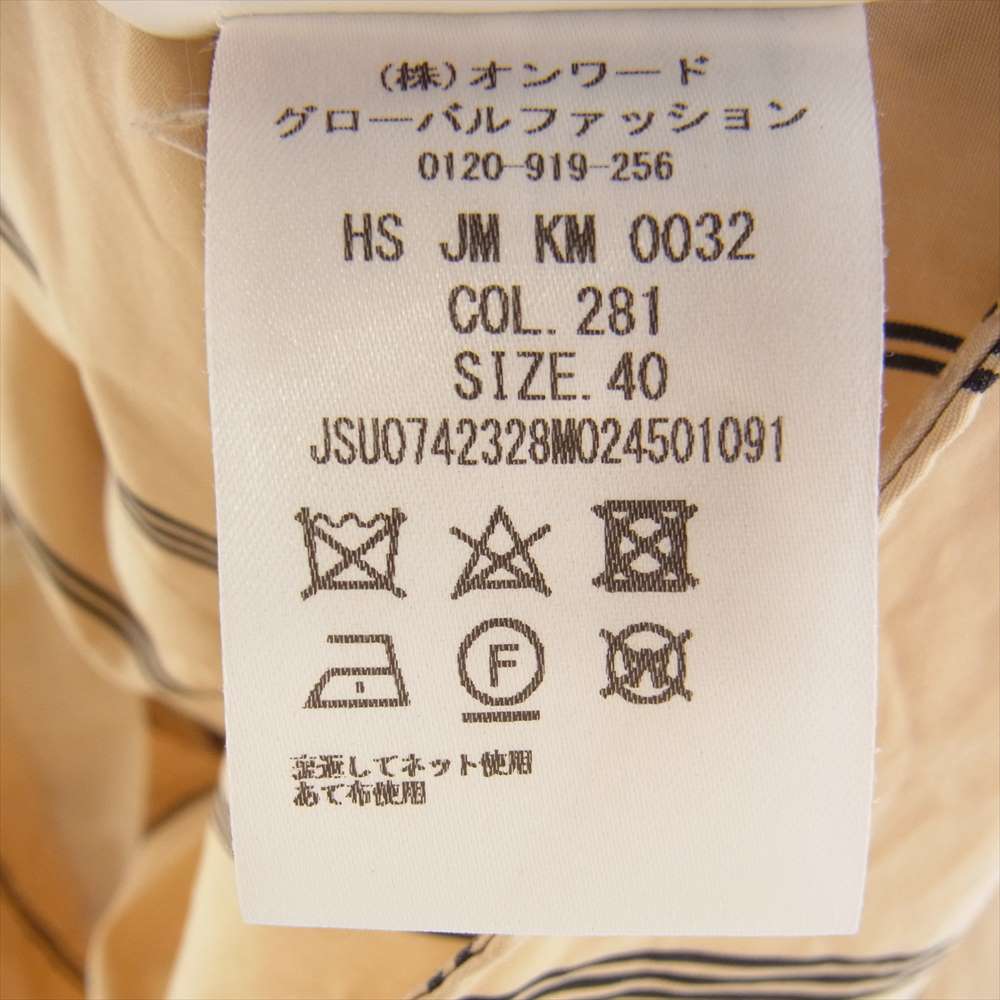 (株)オンワード
グローバルファッション
0120-919-256
HS JM KM 0032
COL. 281
SIZE. 40
JSU0742328MM024501091
F
W
裏返してネット使用
あて布使用